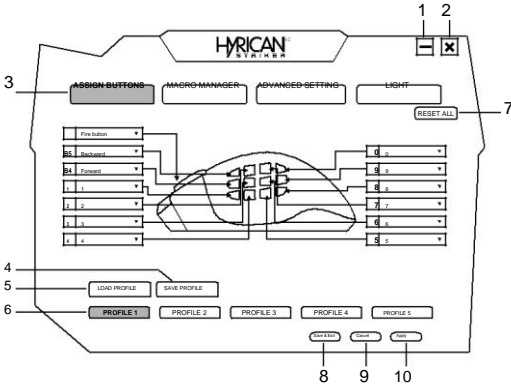 1 2
HYRICAN
STRIKER
3
ASSIGN BUTTONS MACRO MANAGER ADVANCED SETTING LIGHT
RESET ALL 7
Fire button
B5 Backward 0 0
B4 Forward 9 9
1 1 8 8
2 2 7 7
3 3 6 6
4 4 5 5
4
5 LOAD PROFILE SAVE PROFILE
6 PROFILE 1 PROFILE 2 PROFILE 3 PROFILE 4 PROFILE 5
Save & Exit Cancel Apply
8 9 10